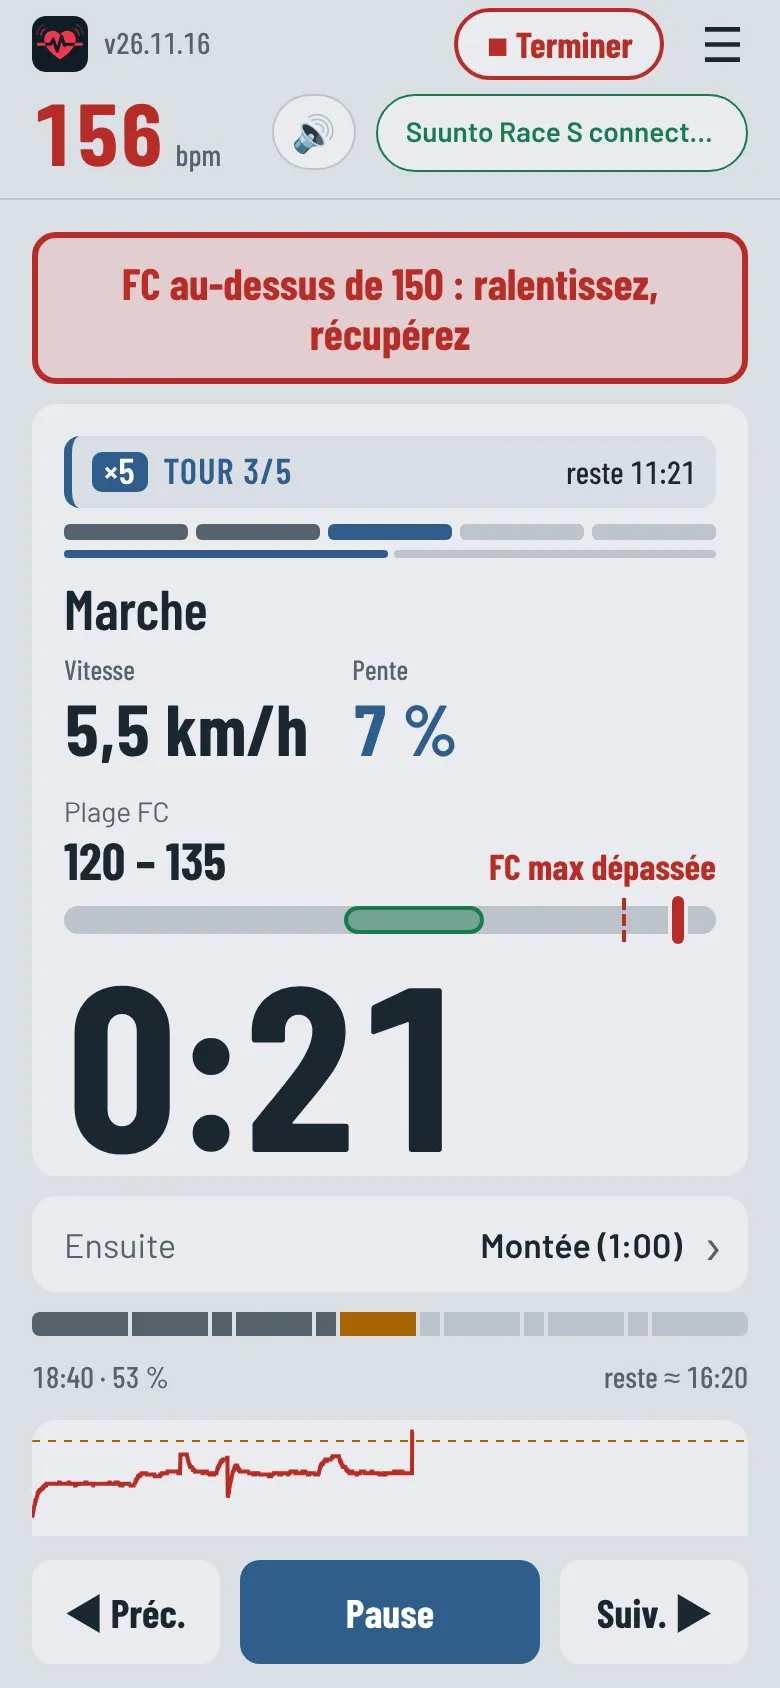 v26.11.16
■ Terminer
156 bpm
Suunto Race S connect...
FC au-dessus de 150 : ralentissez,
récupérez
×5 TOUR 3/5
reste 11:21
Marche
Vitesse
Pente
5,5 km/h
7 %
Plage FC
120 – 135
FC max dépassée
0:21
Ensuite
Montée (1:00) ›
18:40 · 53 %
reste ≈ 16:20
◀ Préc.
Pause
Suiv. ▶